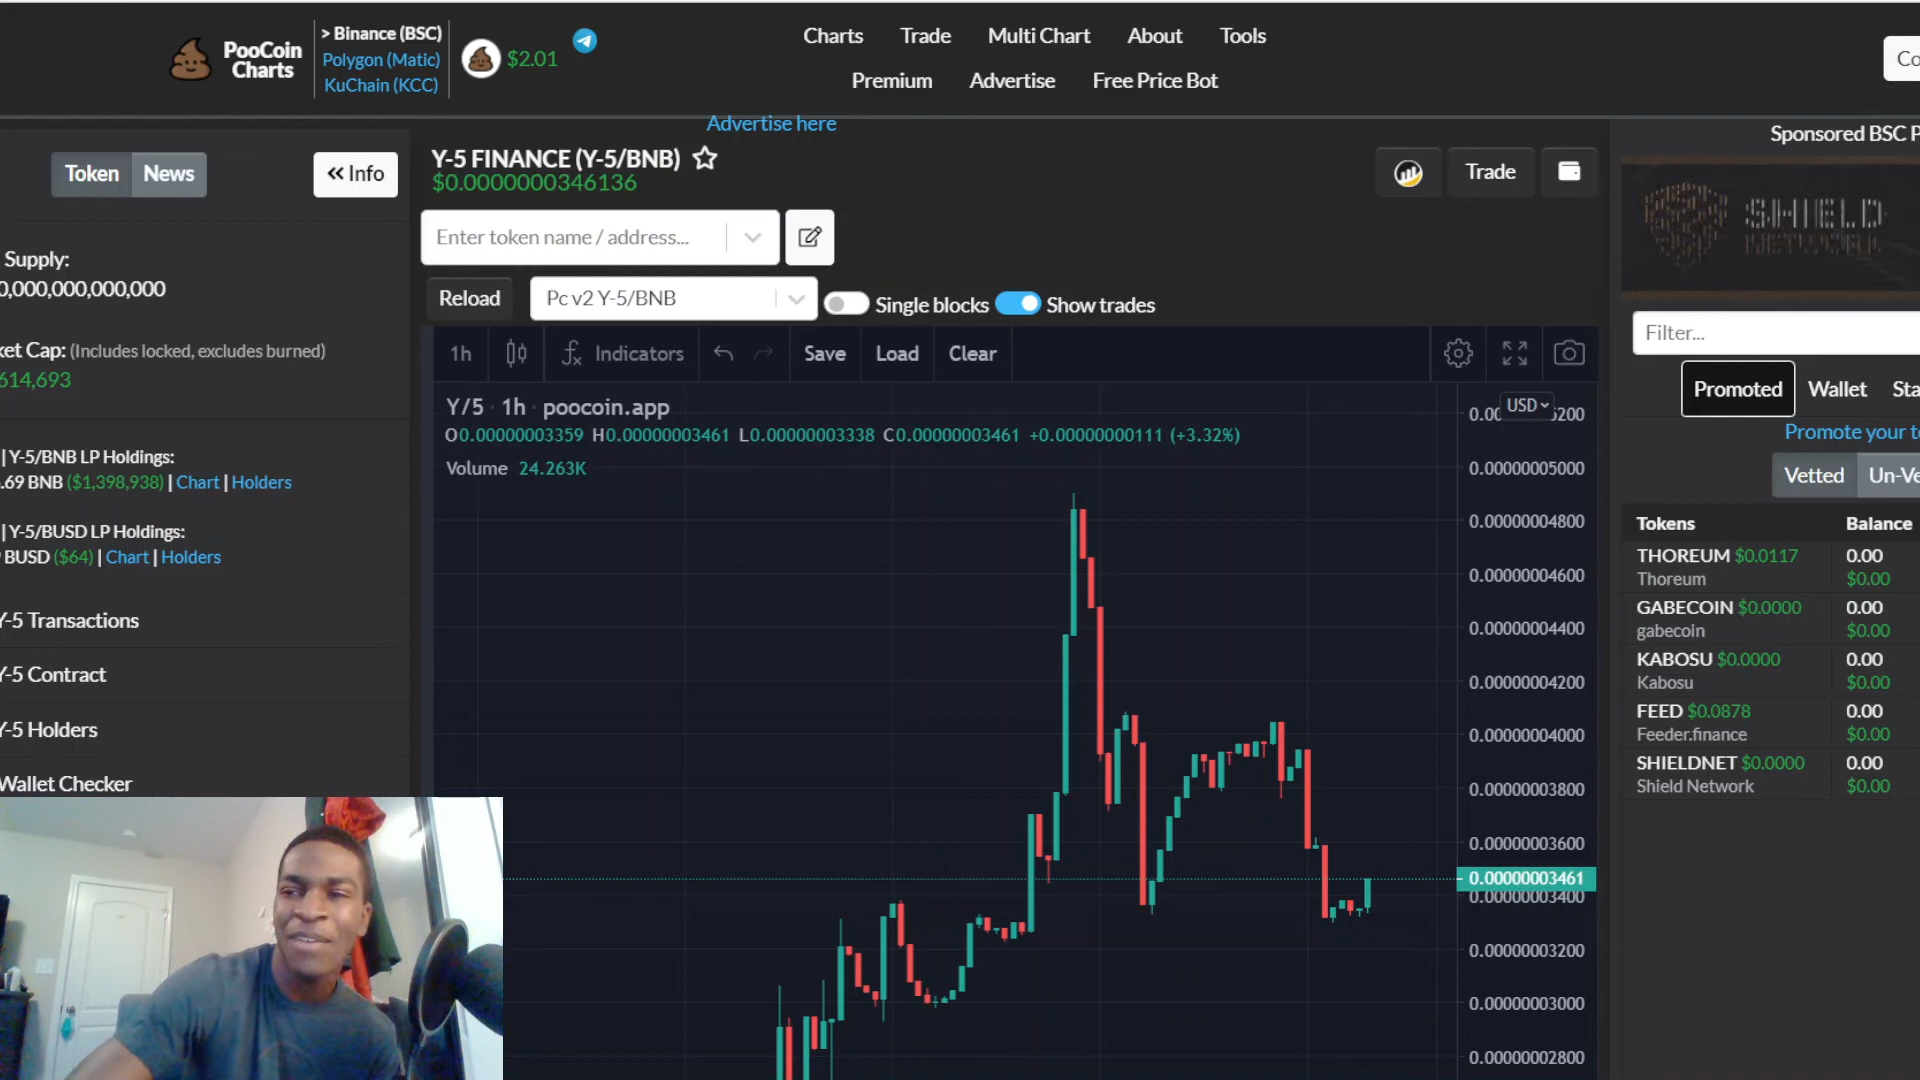 PooCoin
Charts
> Binance (BSC)
Polygon (Matic)
KuChain (KCC)
$2.01
Charts
Trade
Multi Chart
About
Tools
Premium
Advertise
Free Price Bot
Co
Advertise here
Token
News
Info
Supply:
0,000,000,000,000
ket Cap: (Includes locked, excludes burned)
614,693
| Y-5/BNB LP Holdings:
.69 BNB ($1,398,938) | Chart | Holders
| Y-5/BUSD LP Holdings:
BUSD ($64) | Chart | Holders
Y-5 Transactions
Y-5 Contract
Y-5 Holders
Wallet Checker
Y-5 FINANCE (Y-5/BNB)
$0.0000000346136
Trade
Enter token name / address...
Reload
Pc v2 Y-5/BNB
Single blocks
Show trades
1h
Indicators
Save
Load
Clear
Y/5 · 1h · poocoin.app
O0.00000003359 H0.00000003461 L0.00000003338 C0.00000003461 +0.00000000111 (+3.32%)
Volume 24.263K
USD
0.00000005000
0.00000004800
0.00000004600
0.00000004400
0.00000004200
0.00000004000
0.00000003800
0.00000003600
0.00000003461
0.00000003400
0.00000003200
0.00000003000
0.00000002800
Sponsored BSC P
SHIELD
NETWORK
Filter...
Promoted
Wallet
Sta
Promote your to
Vetted
Un-Ve
Tokens
Balance
THOREUM $0.0117
0.00
Thoreum
$0.00
GABECOIN $0.0000
0.00
gabecoin
$0.00
KABOSU $0.0000
0.00
Kabosu
$0.00
FEED $0.0878
0.00
Feeder.finance
$0.00
SHIELDNET $0.0000
0.00
Shield Network
$0.00